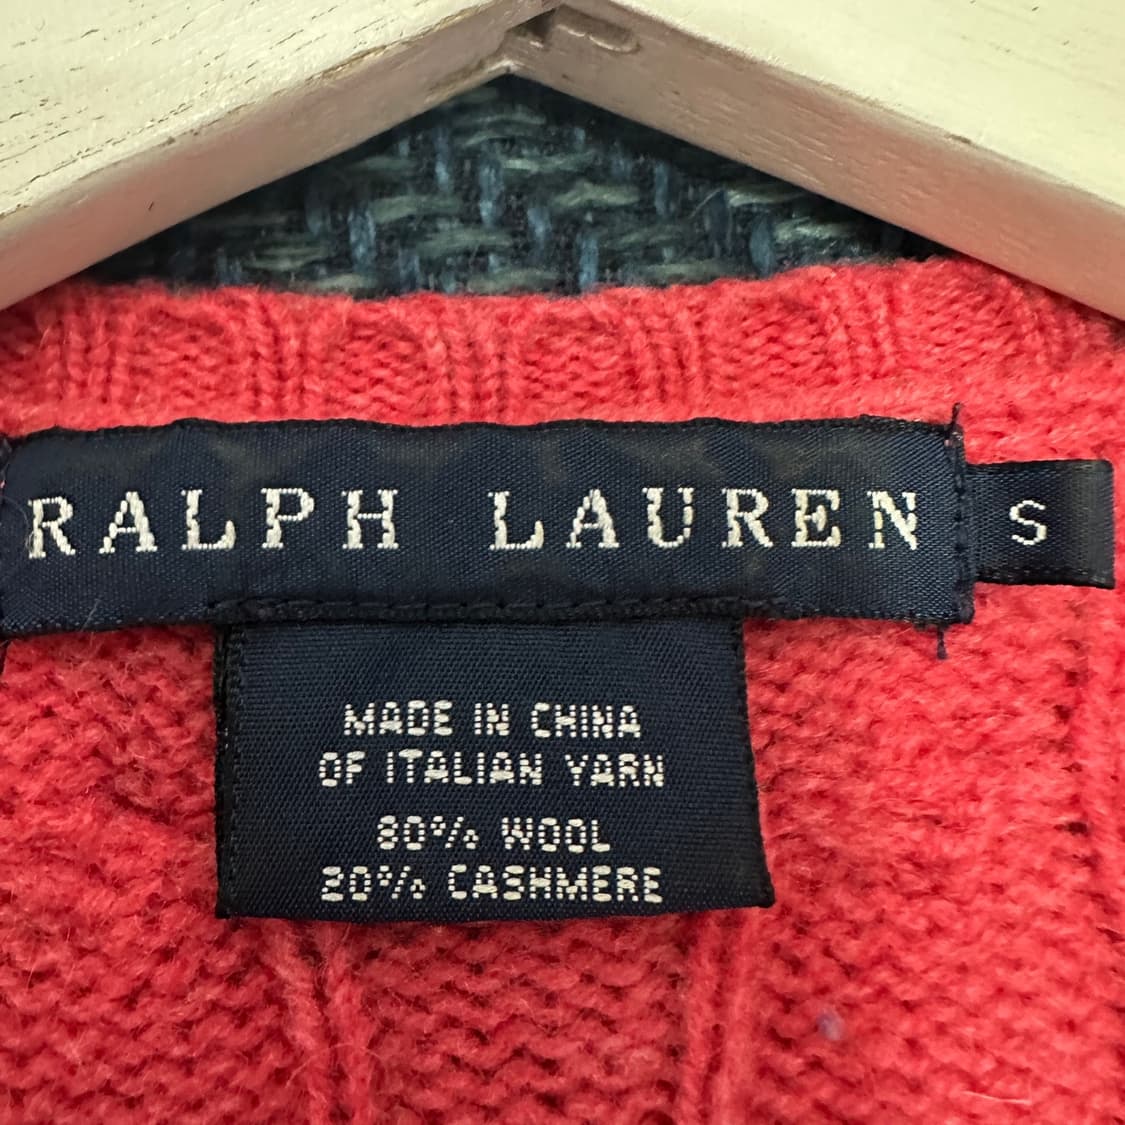 RALPH LAUREN
S
MADE IN CHINA
OF ITALIAN YARN
80% WOOL
20% CASHMERE